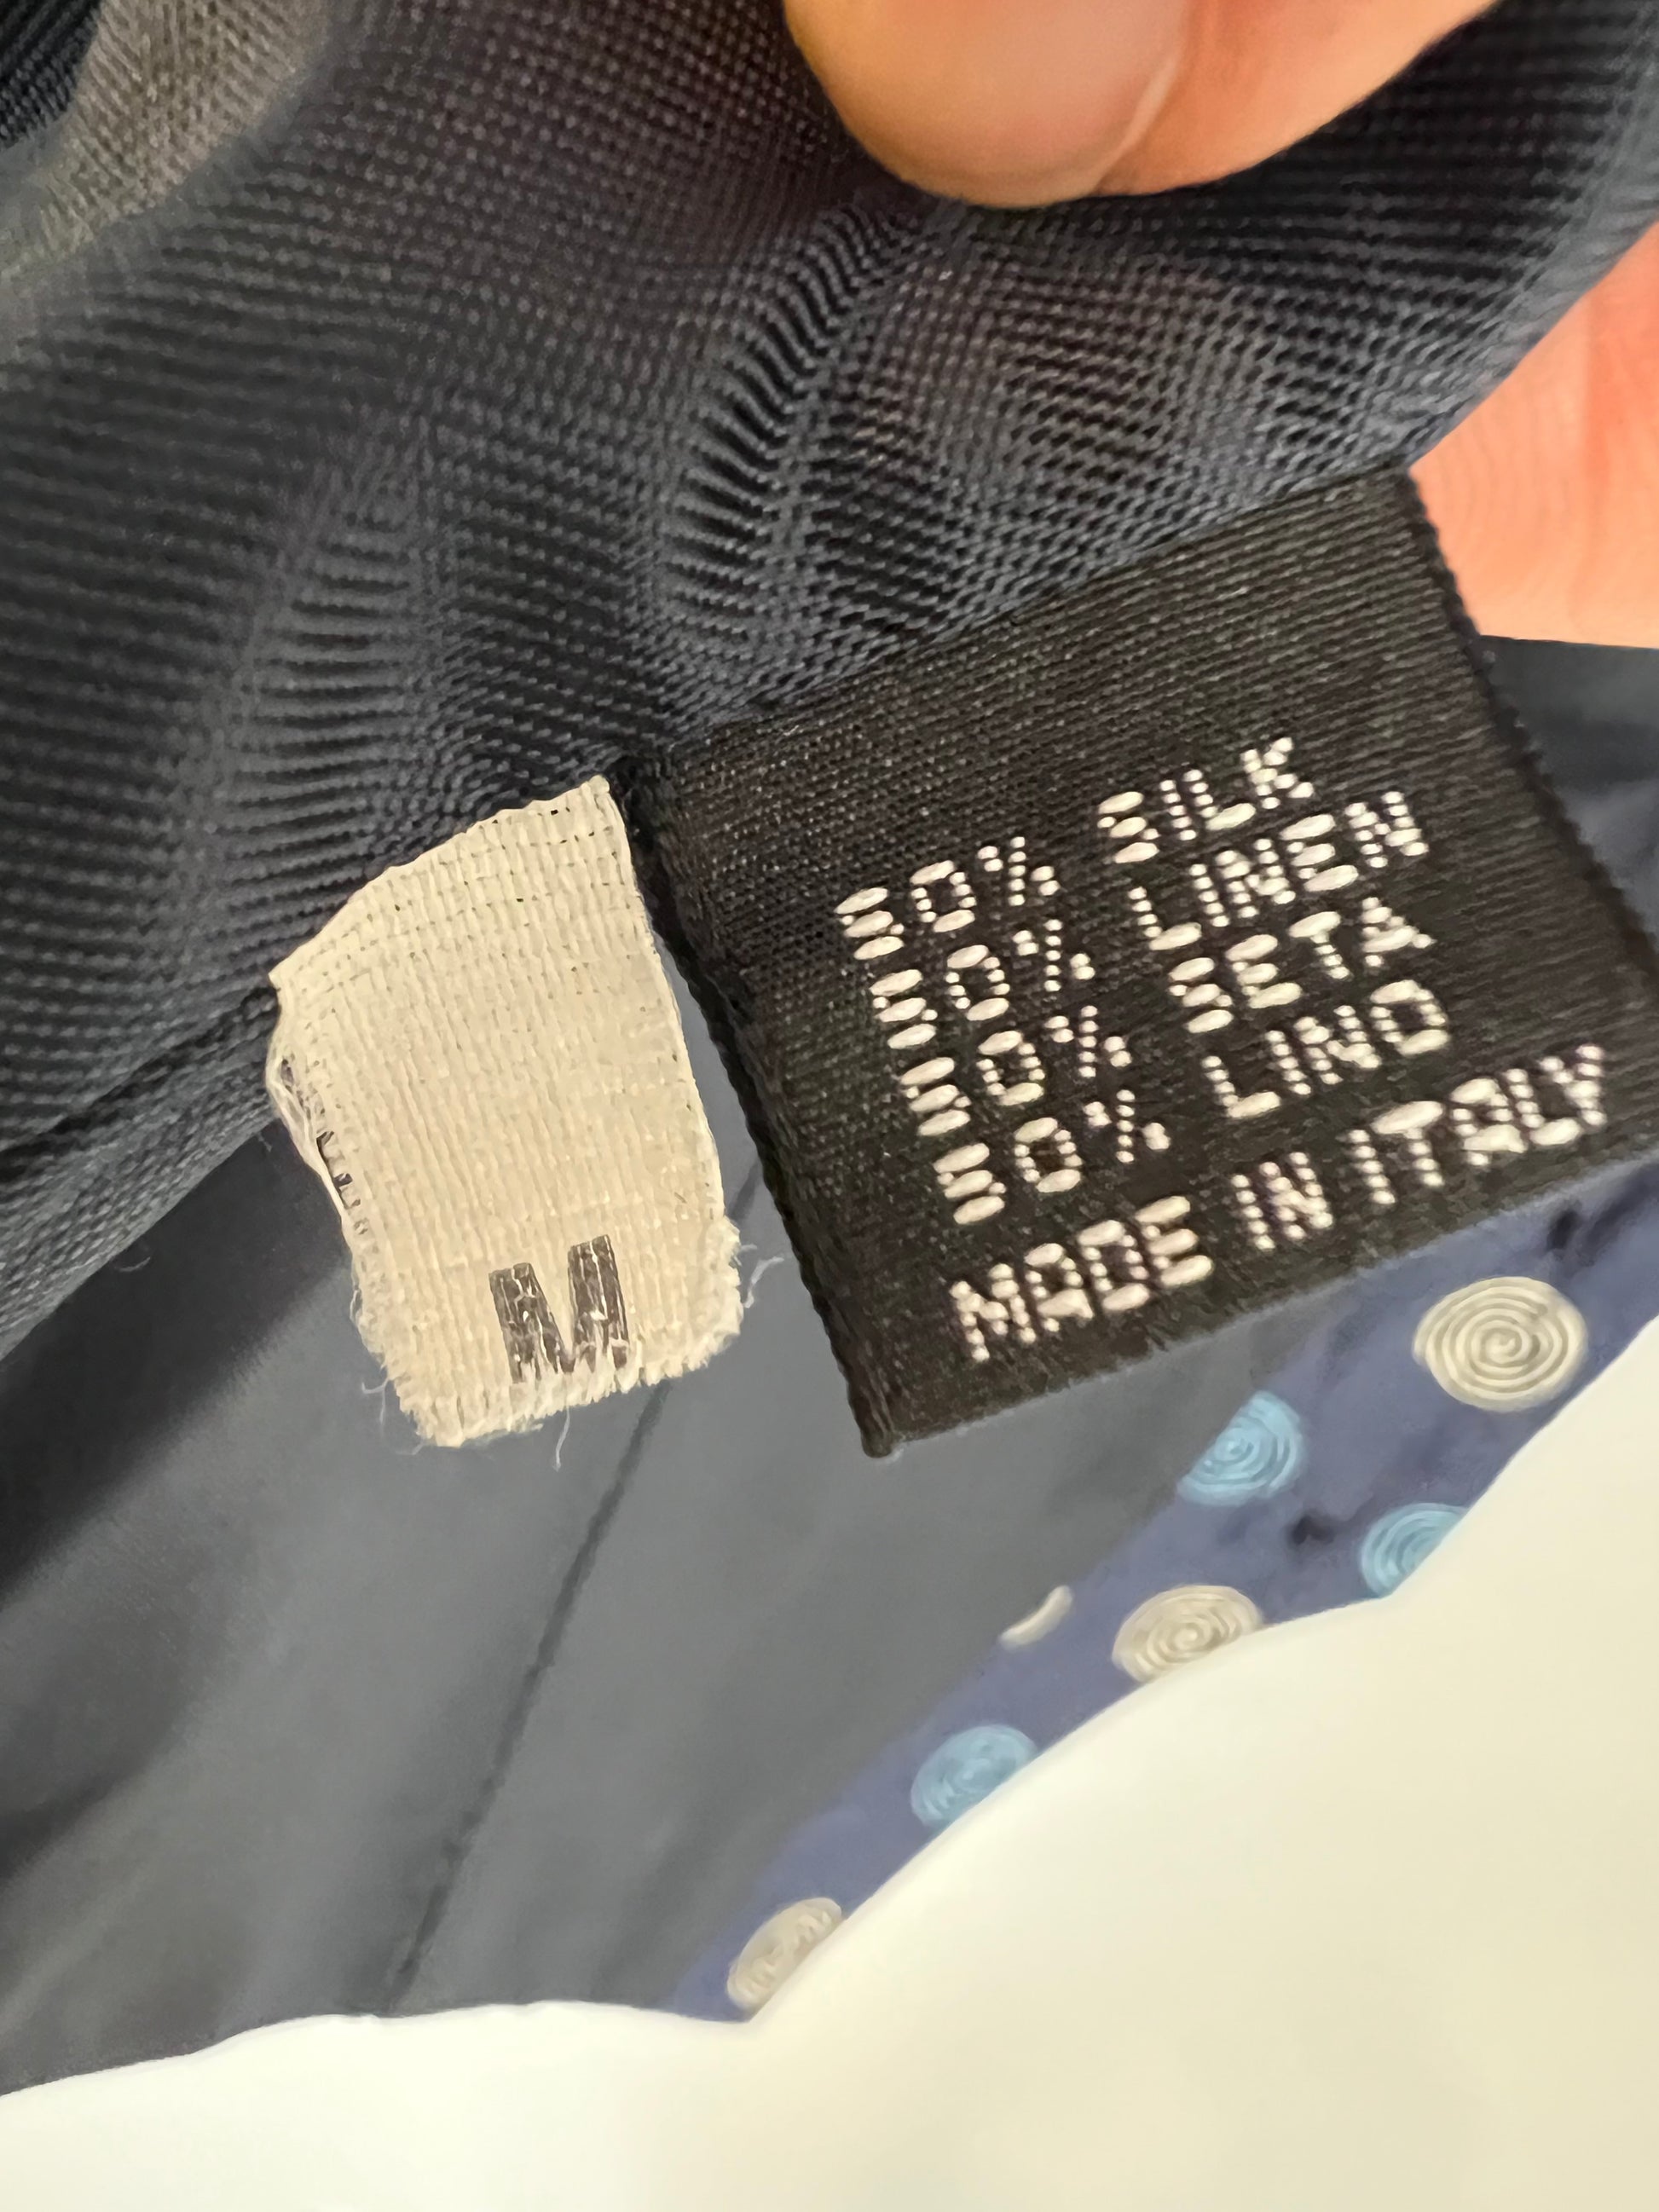 50% SILK
50% LINEN
50% SETA
50% LINO
MADE IN ITALY
M